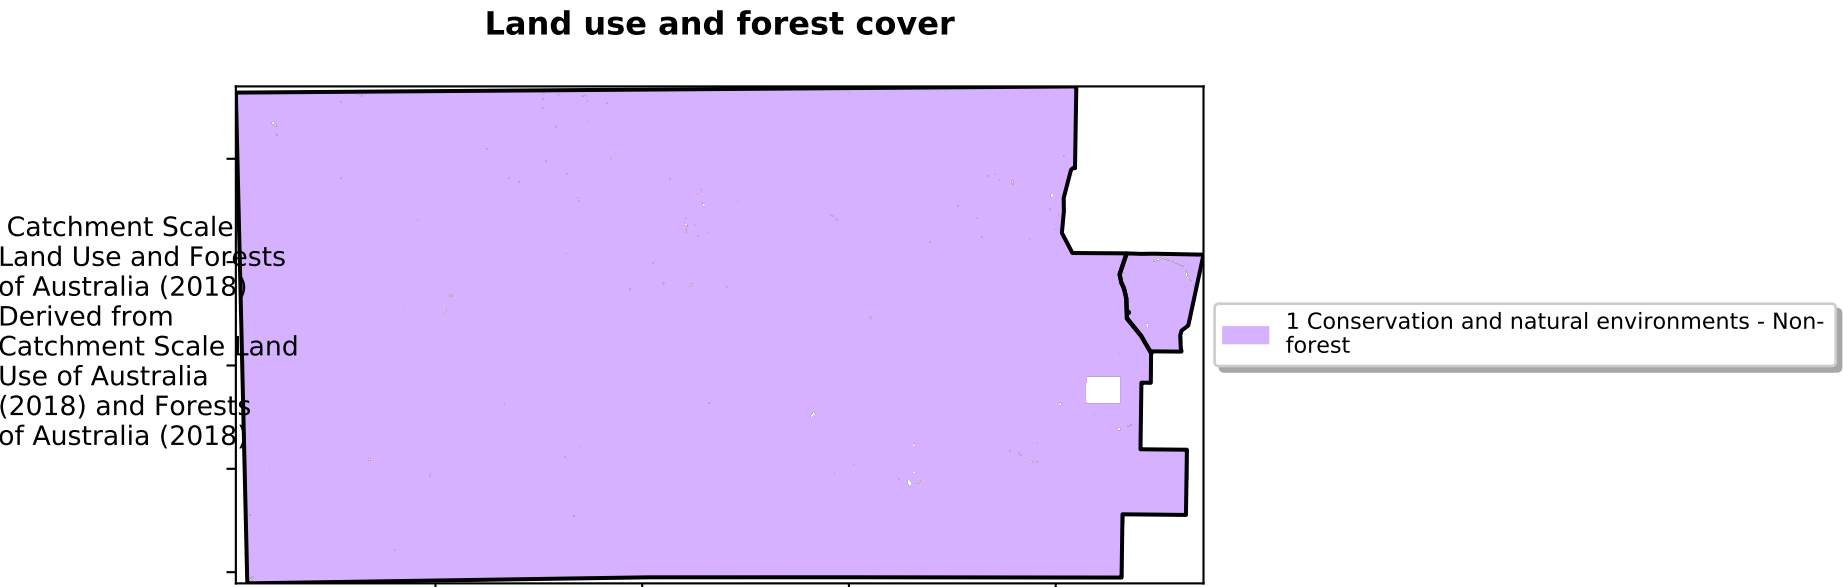 Land use and forest cover
Catchment Scale
Land Use and Forests
of Australia (2018)
Derived from
Catchment Scale Land
Use of Australia
(2018) and Forests
of Australia (2018)
1 Conservation and natural environments - Non-
forest